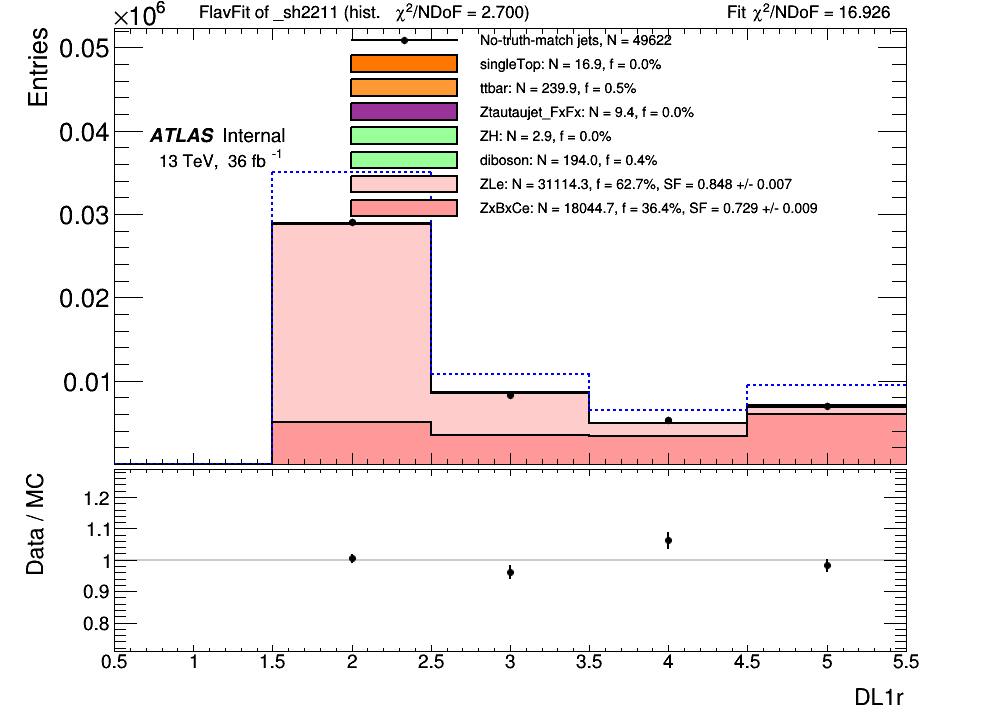 ×10⁶ FlavFit of _sh2211 (hist. χ²/NDoF = 2.700) Fit χ²/NDoF = 16.926
Entries
0.05
0.04
0.03
0.02
0.01
ATLAS Internal
13 TeV, 36 fb⁻¹
No-truth-match jets, N = 49622
singleTop: N = 16.9, f = 0.0%
ttbar: N = 239.9, f = 0.5%
Ztautaujet_FxFx: N = 9.4, f = 0.0%
ZH: N = 2.9, f = 0.0%
diboson: N = 194.0, f = 0.4%
ZLe: N = 31114.3, f = 62.7%, SF = 0.848 +/- 0.007
ZxBxCe: N = 18044.7, f = 36.4%, SF = 0.729 +/- 0.009
Data / MC
1.2
1.1
1
0.9
0.8
0.5 1 1.5 2 2.5 3 3.5 4 4.5 5 5.5
DL1r